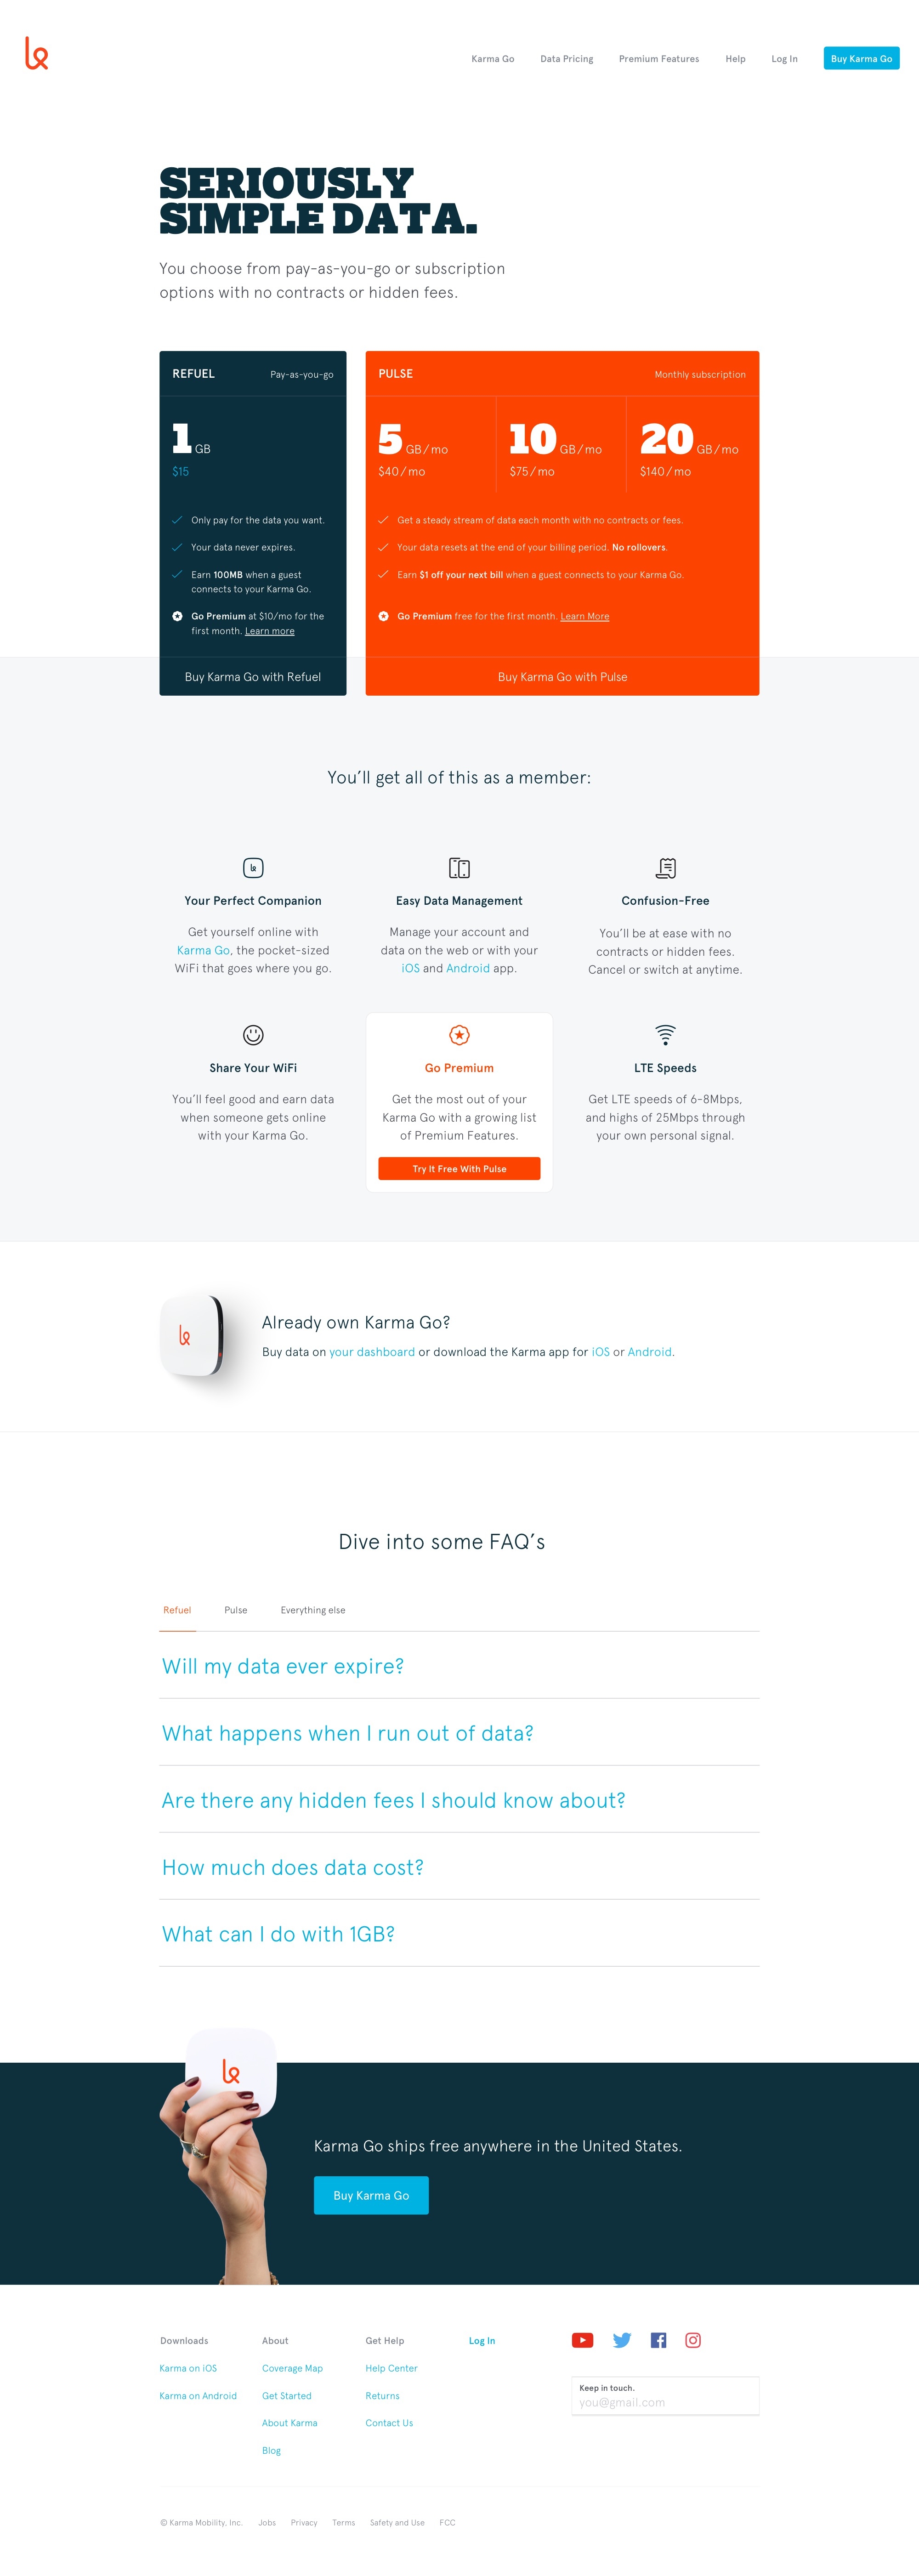 Karma Go Data Pricing Premium Features Help Log In Buy Karma Go
SERIOUSLY
SIMPLE DATA.
You choose from pay-as-you-go or subscription
options with no contracts or hidden fees.
REFUEL Pay-as-you-go
1 GB
$15
Only pay for the data you want.
Your data never expires.
Earn 100MB when a guest
connects to your Karma Go.
Go Premium at $10/mo for the
first month. Learn more
Buy Karma Go with Refuel
PULSE Monthly subscription
5 GB/mo 10 GB/mo 20 GB/mo
$40/mo $75/mo $140/mo
Get a steady stream of data each month with no contracts or fees.
Your data resets at the end of your billing period. No rollovers.
Earn $1 off your next bill when a guest connects to your Karma Go.
Go Premium free for the first month. Learn More
Buy Karma Go with Pulse
You'll get all of this as a member:
Your Perfect Companion
Get yourself online with
Karma Go, the pocket-sized
WiFi that goes where you go.
Easy Data Management
Manage your account and
data on the web or with your
iOS and Android app.
Confusion-Free
You'll be at ease with no
contracts or hidden fees.
Cancel or switch at anytime.
Share Your WiFi
You'll feel good and earn data
when someone gets online
with your Karma Go.
Go Premium
Get the most out of your
Karma Go with a growing list
of Premium Features.
Try It Free With Pulse
LTE Speeds
Get LTE speeds of 6-8Mbps,
and highs of 25Mbps through
your own personal signal.
Already own Karma Go?
Buy data on your dashboard or download the Karma app for iOS or Android.
Dive into some FAQ's
Refuel Pulse Everything else
Will my data ever expire?
What happens when I run out of data?
Are there any hidden fees I should know about?
How much does data cost?
What can I do with 1GB?
Karma Go ships free anywhere in the United States.
Buy Karma Go
Downloads
Karma on iOS
Karma on Android
About
Coverage Map
Get Started
About Karma
Blog
Get Help
Help Center
Returns
Contact Us
Log In
Keep in touch.
you@gmail.com
© Karma Mobility, Inc. Jobs Privacy Terms Safety and Use FCC